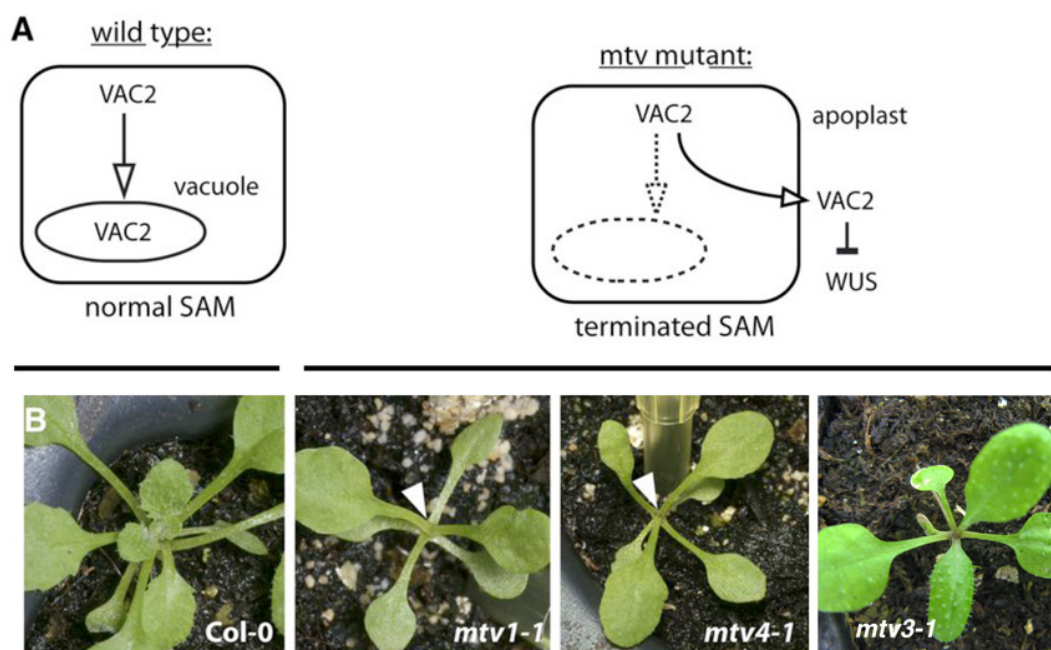 A
wild type:
VAC2
vacuole
VAC2
normal SAM
mtv mutant:
VAC2
apoplast
VAC2
WUS
terminated SAM
B
Col-0
mtv1-1
mtv4-1
mtv3-1